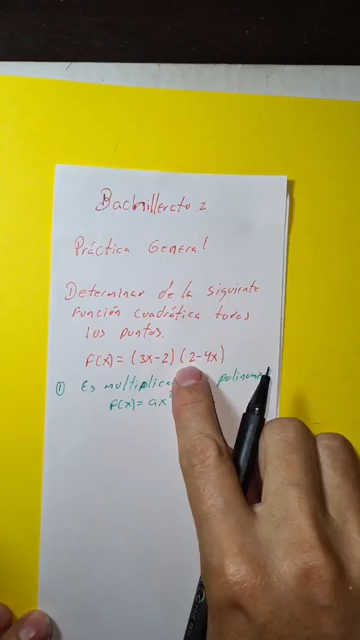 Bachillerato 2
Práctica General
Determinar de la siguiente
función cuadrática todos
los puntos.
F(x) = (3x-2) (2-4x)
① Es multiplica
F(x) = ax